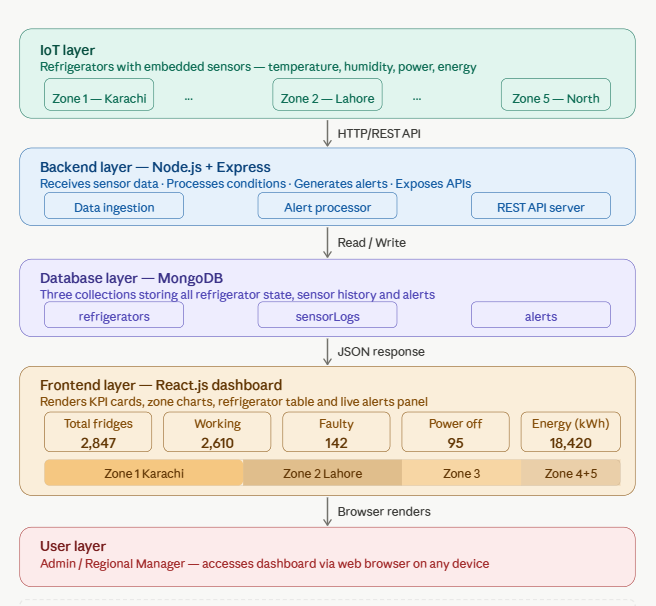 IoT layer
Refrigerators with embedded sensors — temperature, humidity, power, energy
Zone 1 — Karachi ... Zone 2 — Lahore ... Zone 5 — North
HTTP/REST API
Backend layer — Node.js + Express
Receives sensor data · Processes conditions · Generates alerts · Exposes APIs
Data ingestion Alert processor REST API server
Read / Write
Database layer — MongoDB
Three collections storing all refrigerator state, sensor history and alerts
refrigerators sensorLogs alerts
JSON response
Frontend layer — React.js dashboard
Renders KPI cards, zone charts, refrigerator table and live alerts panel
Total fridges Working Faulty Power off Energy (kWh)
2,847 2,610 142 95 18,420
Zone 1 Karachi Zone 2 Lahore Zone 3 Zone 4+5
Browser renders
User layer
Admin / Regional Manager — accesses dashboard via web browser on any device